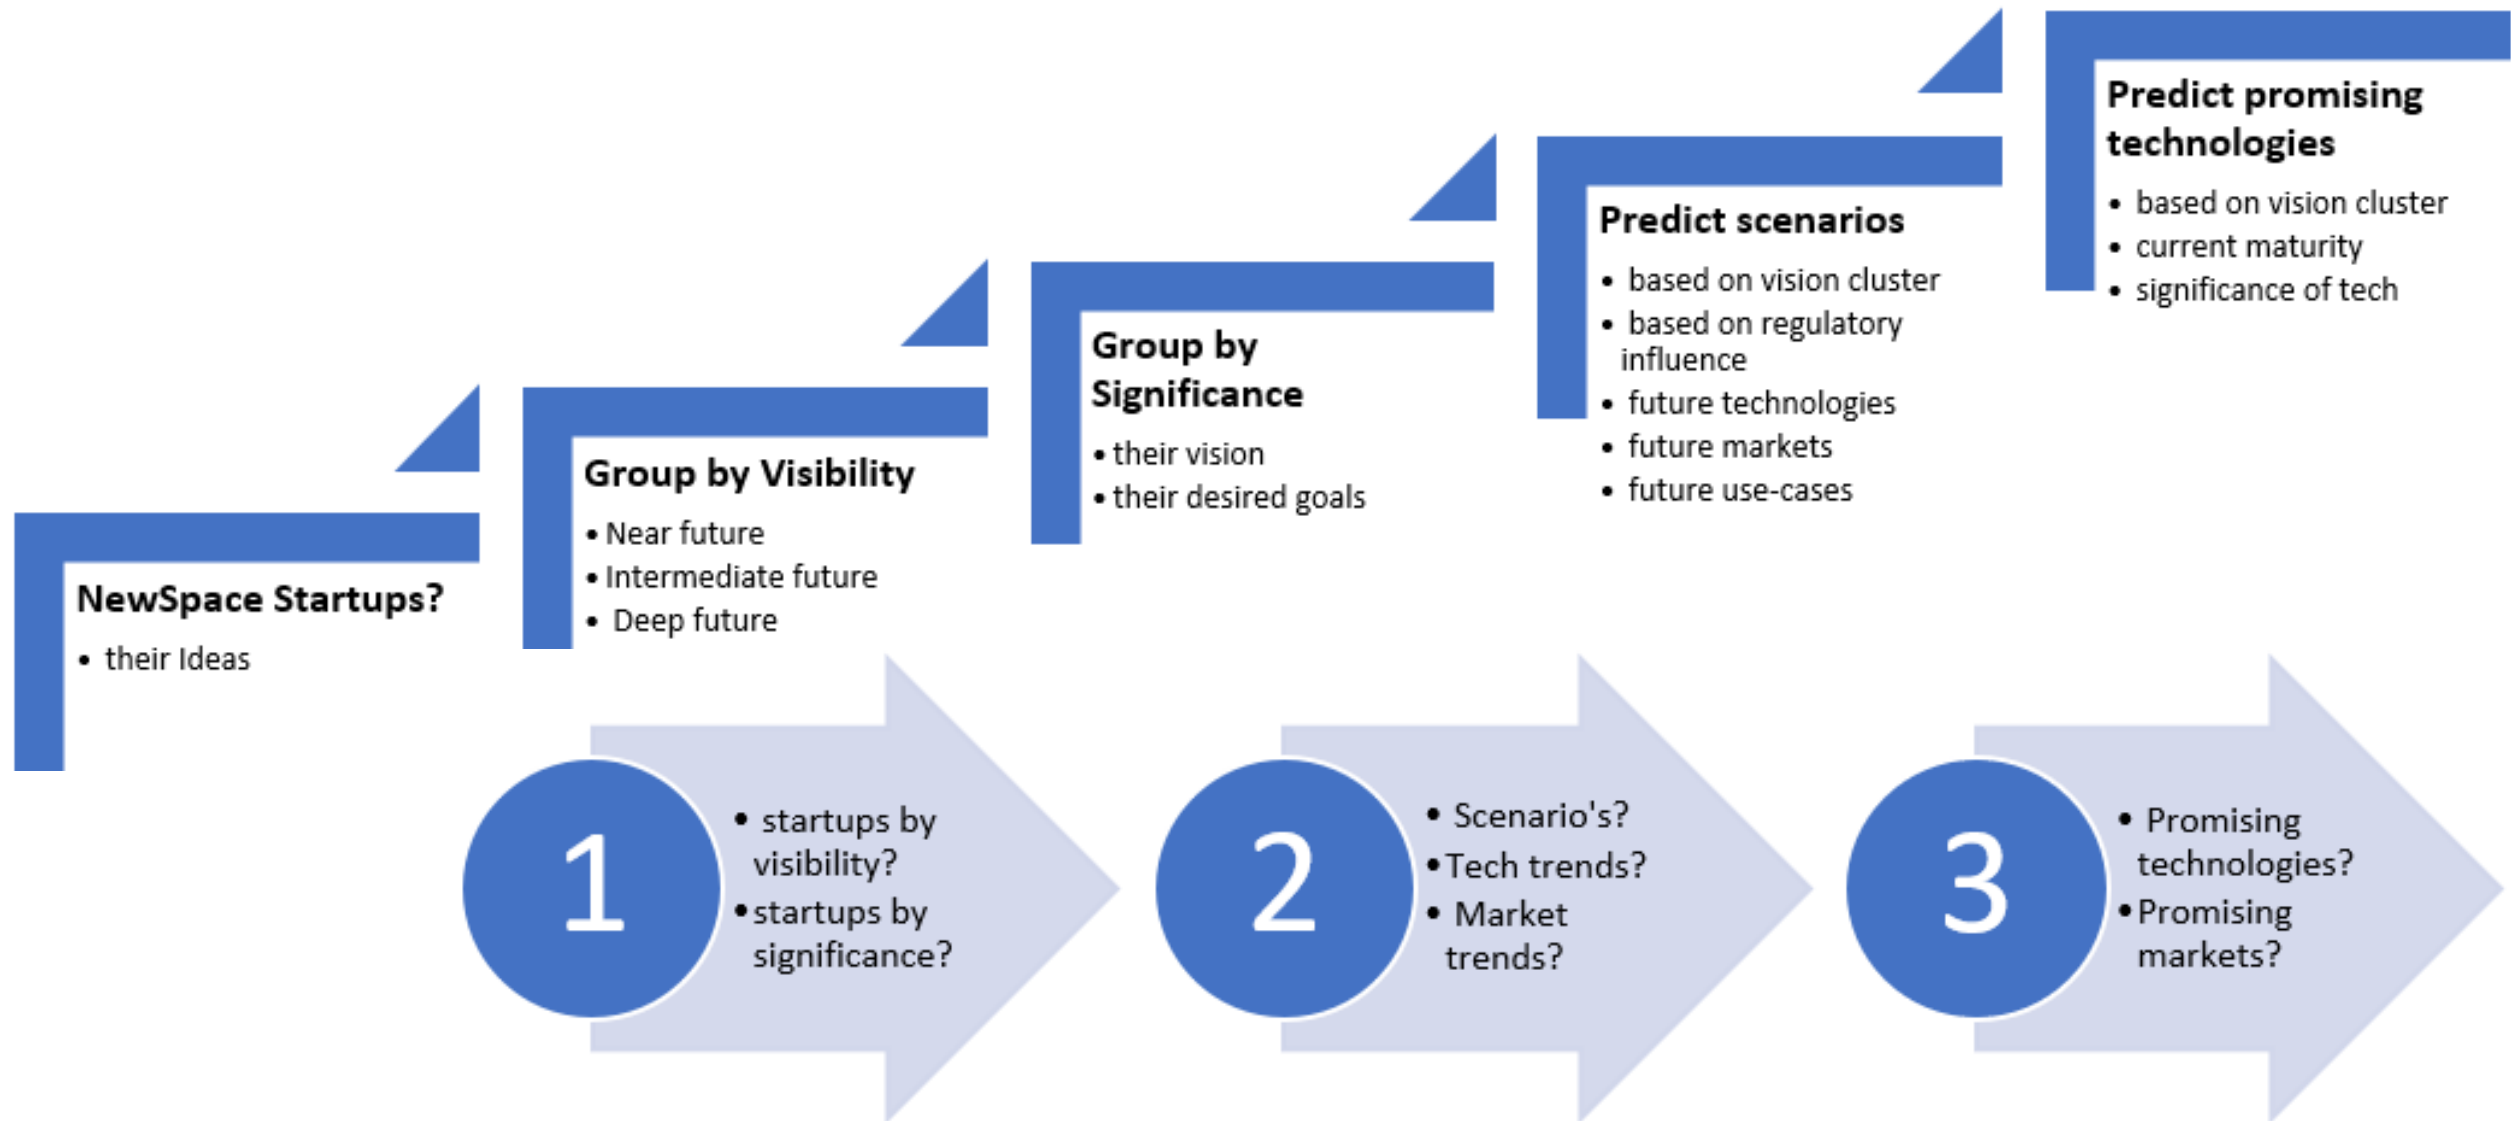 NewSpace Startups?
• their Ideas
Group by Visibility
• Near future
• Intermediate future
• Deep future
Group by
Significance
• their vision
• their desired goals
Predict scenarios
• based on vision cluster
• based on regulatory
influence
• future technologies
• future markets
• future use-cases
Predict promising
technologies
• based on vision cluster
• current maturity
• significance of tech
1
• startups by
visibility?
• startups by
significance?
2
• Scenario's?
• Tech trends?
• Market
trends?
3
• Promising
technologies?
• Promising
markets?